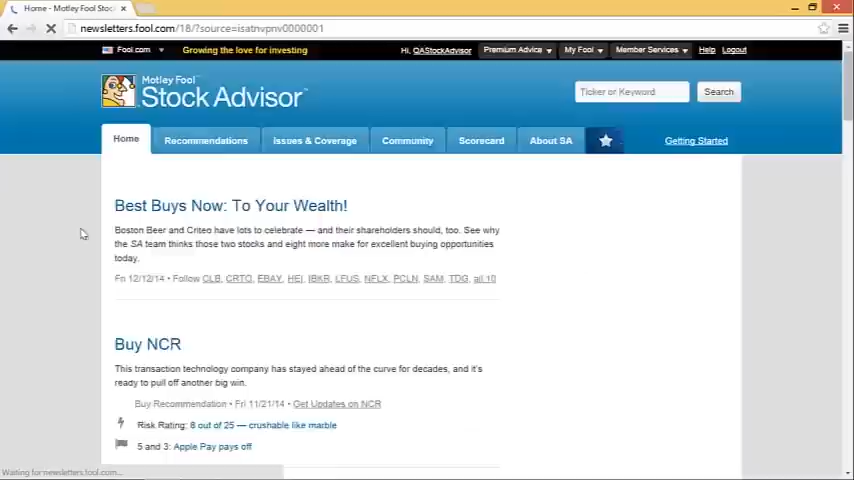 Home - Motley Fool Stoc
newsletters.fool.com/18/?source=isatnvpnv0000001
Fool.com Growing the love for investing Hi, QAStockAdvisor Premium Advice My Fool Member Services Help Logout
Motley Fool
Stock Advisor
Ticker or Keyword Search
Home Recommendations Issues & Coverage Community Scorecard About SA Getting Started
Best Buys Now: To Your Wealth!
Boston Beer and Criteo have lots to celebrate — and their shareholders should, too. See why
the SA team thinks those two stocks and eight more make for excellent buying opportunities
today.
Fri 12/12/14 • Follow CLB, CRTO, EBAY, HEI, IBKR, LFUS, NFLX, PCLN, SAM, TDG, all 10
Buy NCR
This transaction technology company has stayed ahead of the curve for decades, and it's
ready to pull off another big win.
Buy Recommendation • Fri 11/21/14 • Get Updates on NCR
Risk Rating: 8 out of 25 — crushable like marble
5 and 3: Apple Pay pays off
Waiting for newsletters.fool.com...